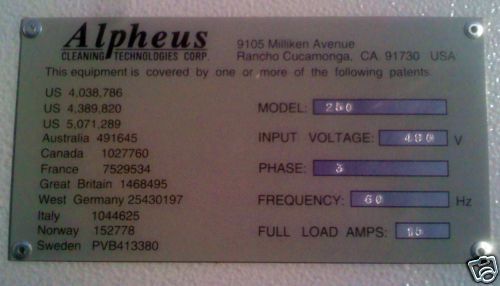 Alpheus
CLEANING TECHNOLOGIES CORP.
9105 Milliken Avenue
Rancho Cucamonga, CA. 91730 USA
This equipment is covered by one or more of the following patents.
US 4,038,786
US 4,389,820
US 5,071,289
Australia 491645
Canada 1027760
France 7529534
Great Britain 1468495
West Germany 25430197
Italy 1044625
Norway 152778
Sweden PVB413380
MODEL: 250
INPUT VOLTAGE: 480 V
PHASE: 3
FREQUENCY: 60 Hz
FULL LOAD AMPS: 15